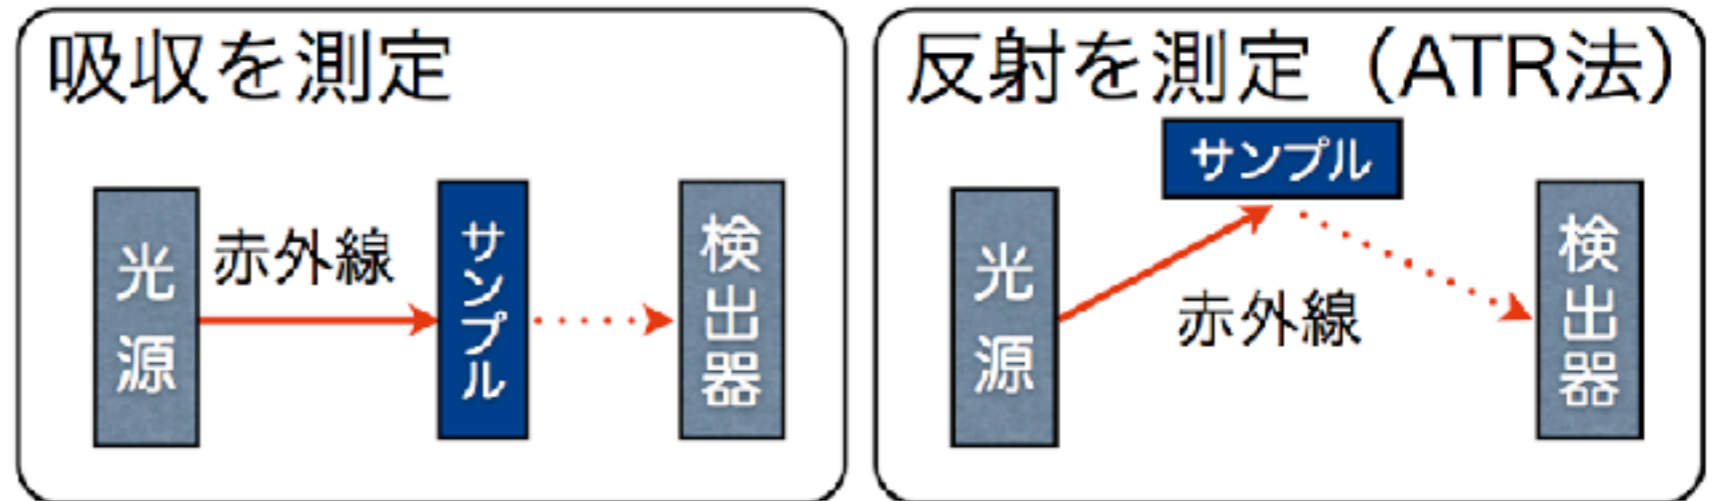 吸収を測定
光源
赤外線
サンプル
検出器
反射を測定（ATR法）
サンプル
光源
赤外線
検出器